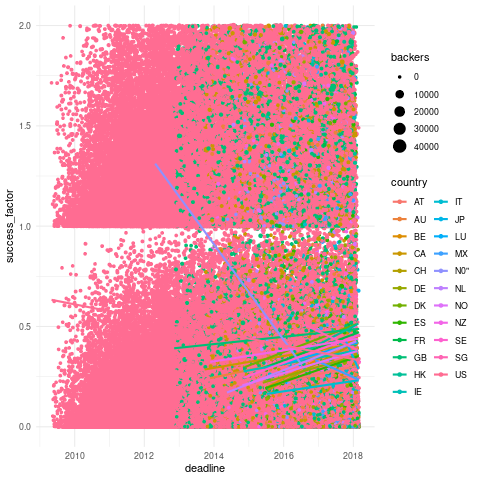 2.0
1.5
1.0
0.5
0.0
success_factor
2010
2012
2014
2016
2018
deadline
backers
0
10000
20000
30000
40000
country
AT
AU
BE
CA
CH
DE
DK
ES
FR
GB
HK
IE
IT
JP
LU
MX
N0"
NL
NO
NZ
SE
SG
US